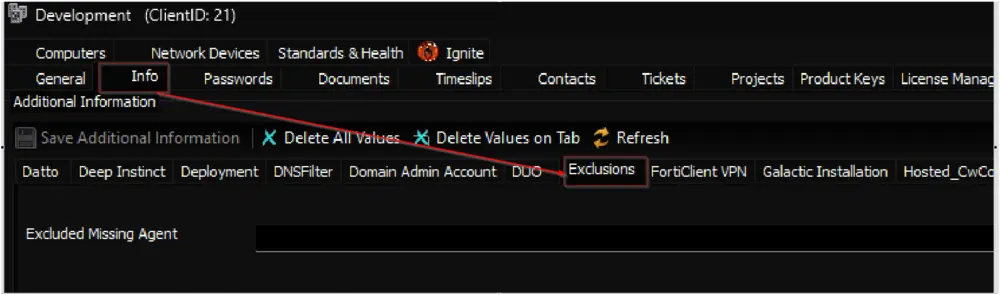 Development (ClientID: 21)
Computers Network Devices Standards & Health Ignite
General Info Passwords Documents Timeslips Contacts Tickets Projects Product Keys License Manag
Additional Information
Save Additional Information Delete All Values Delete Values on Tab Refresh
Datto Deep Instinct Deployment DNSFilter Domain Admin Account DUO Exclusions FortiClient VPN Galactic Installation Hosted_CwCo
Excluded Missing Agent